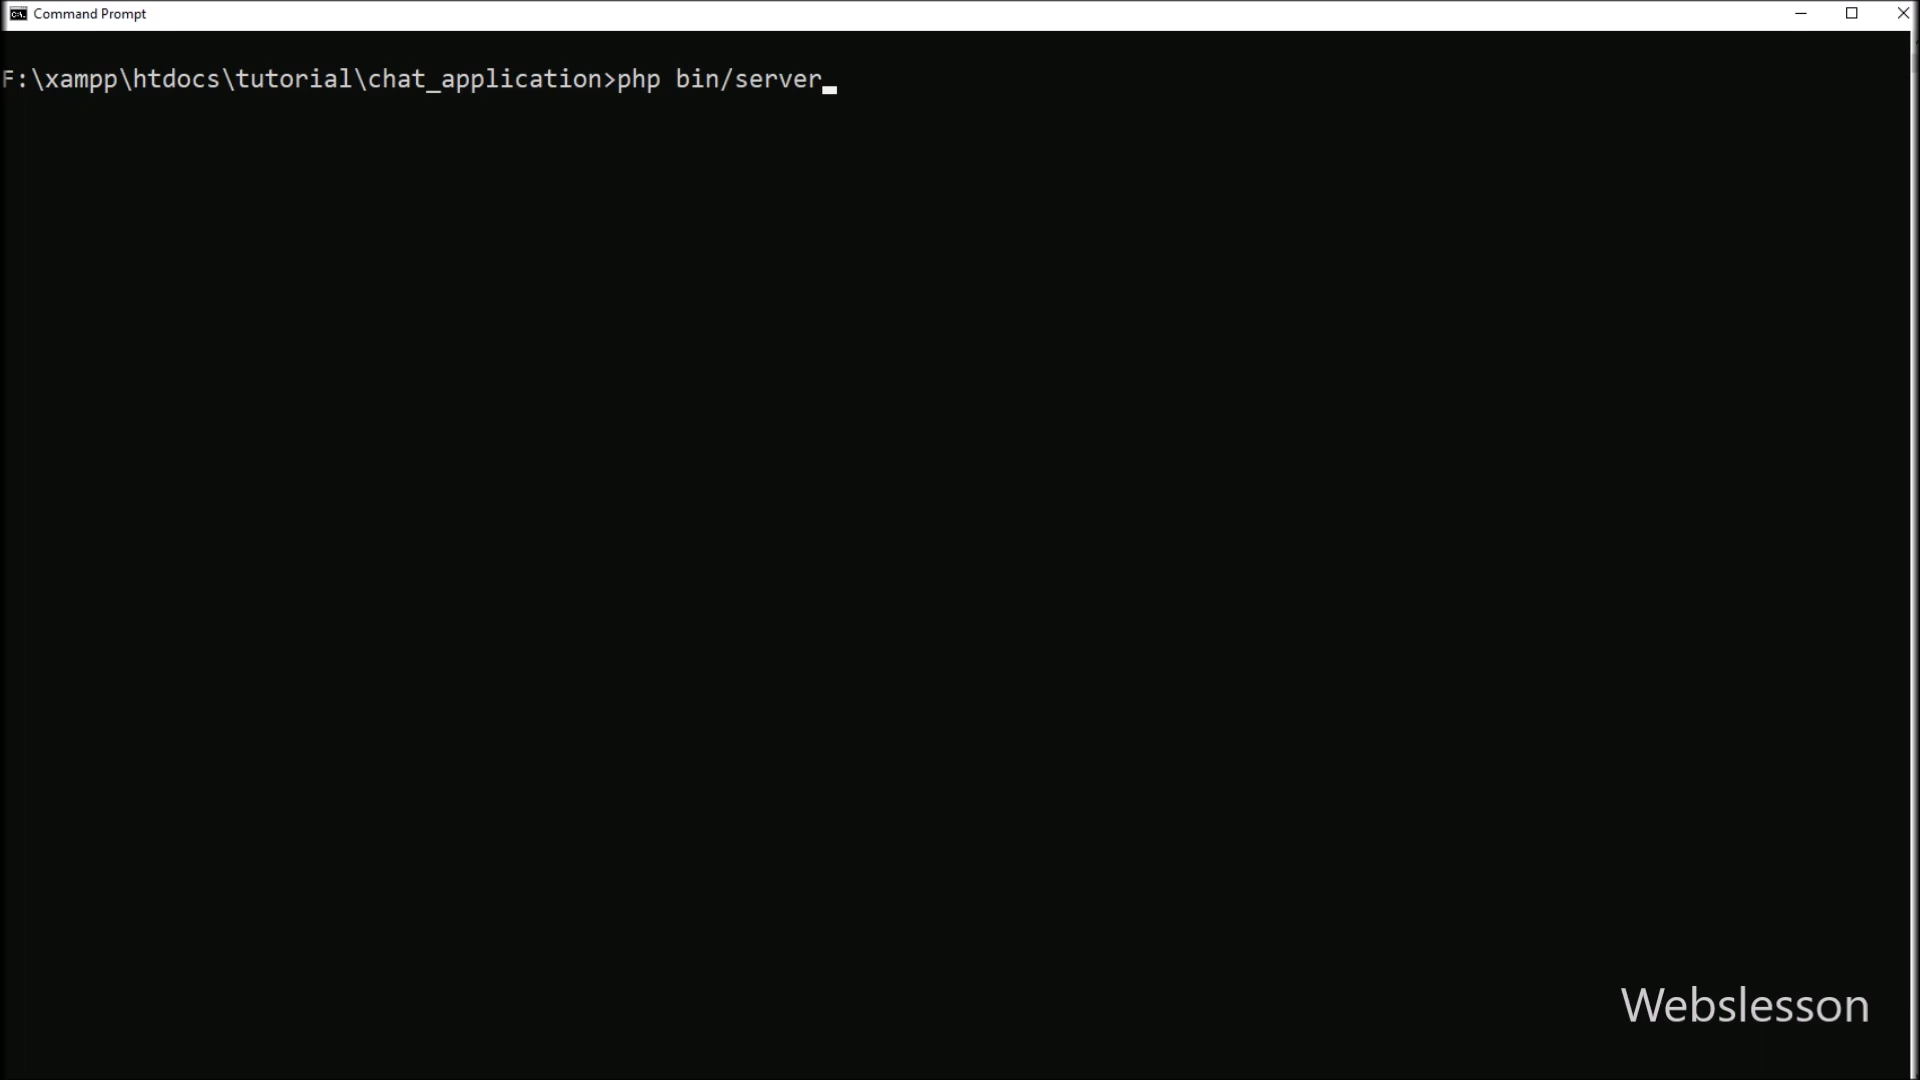 Command Prompt
F:\xampp\htdocs\tutorial\chat_application>php bin/server
Webslesson